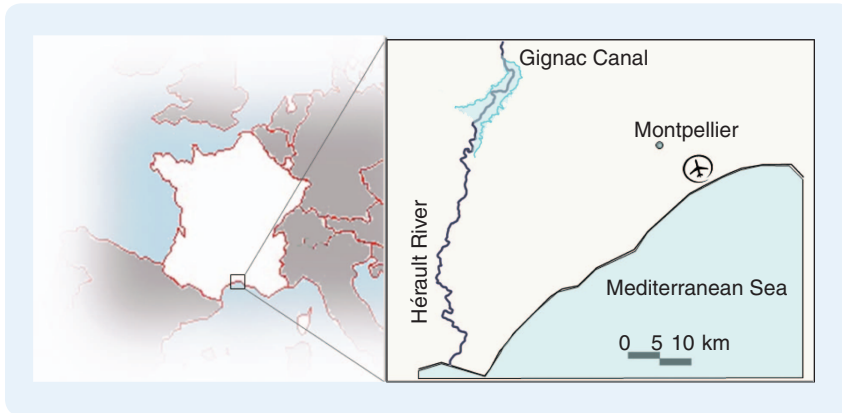 Gignac Canal
Montpellier
Hérault River
Mediterranean Sea
0 5 10 km